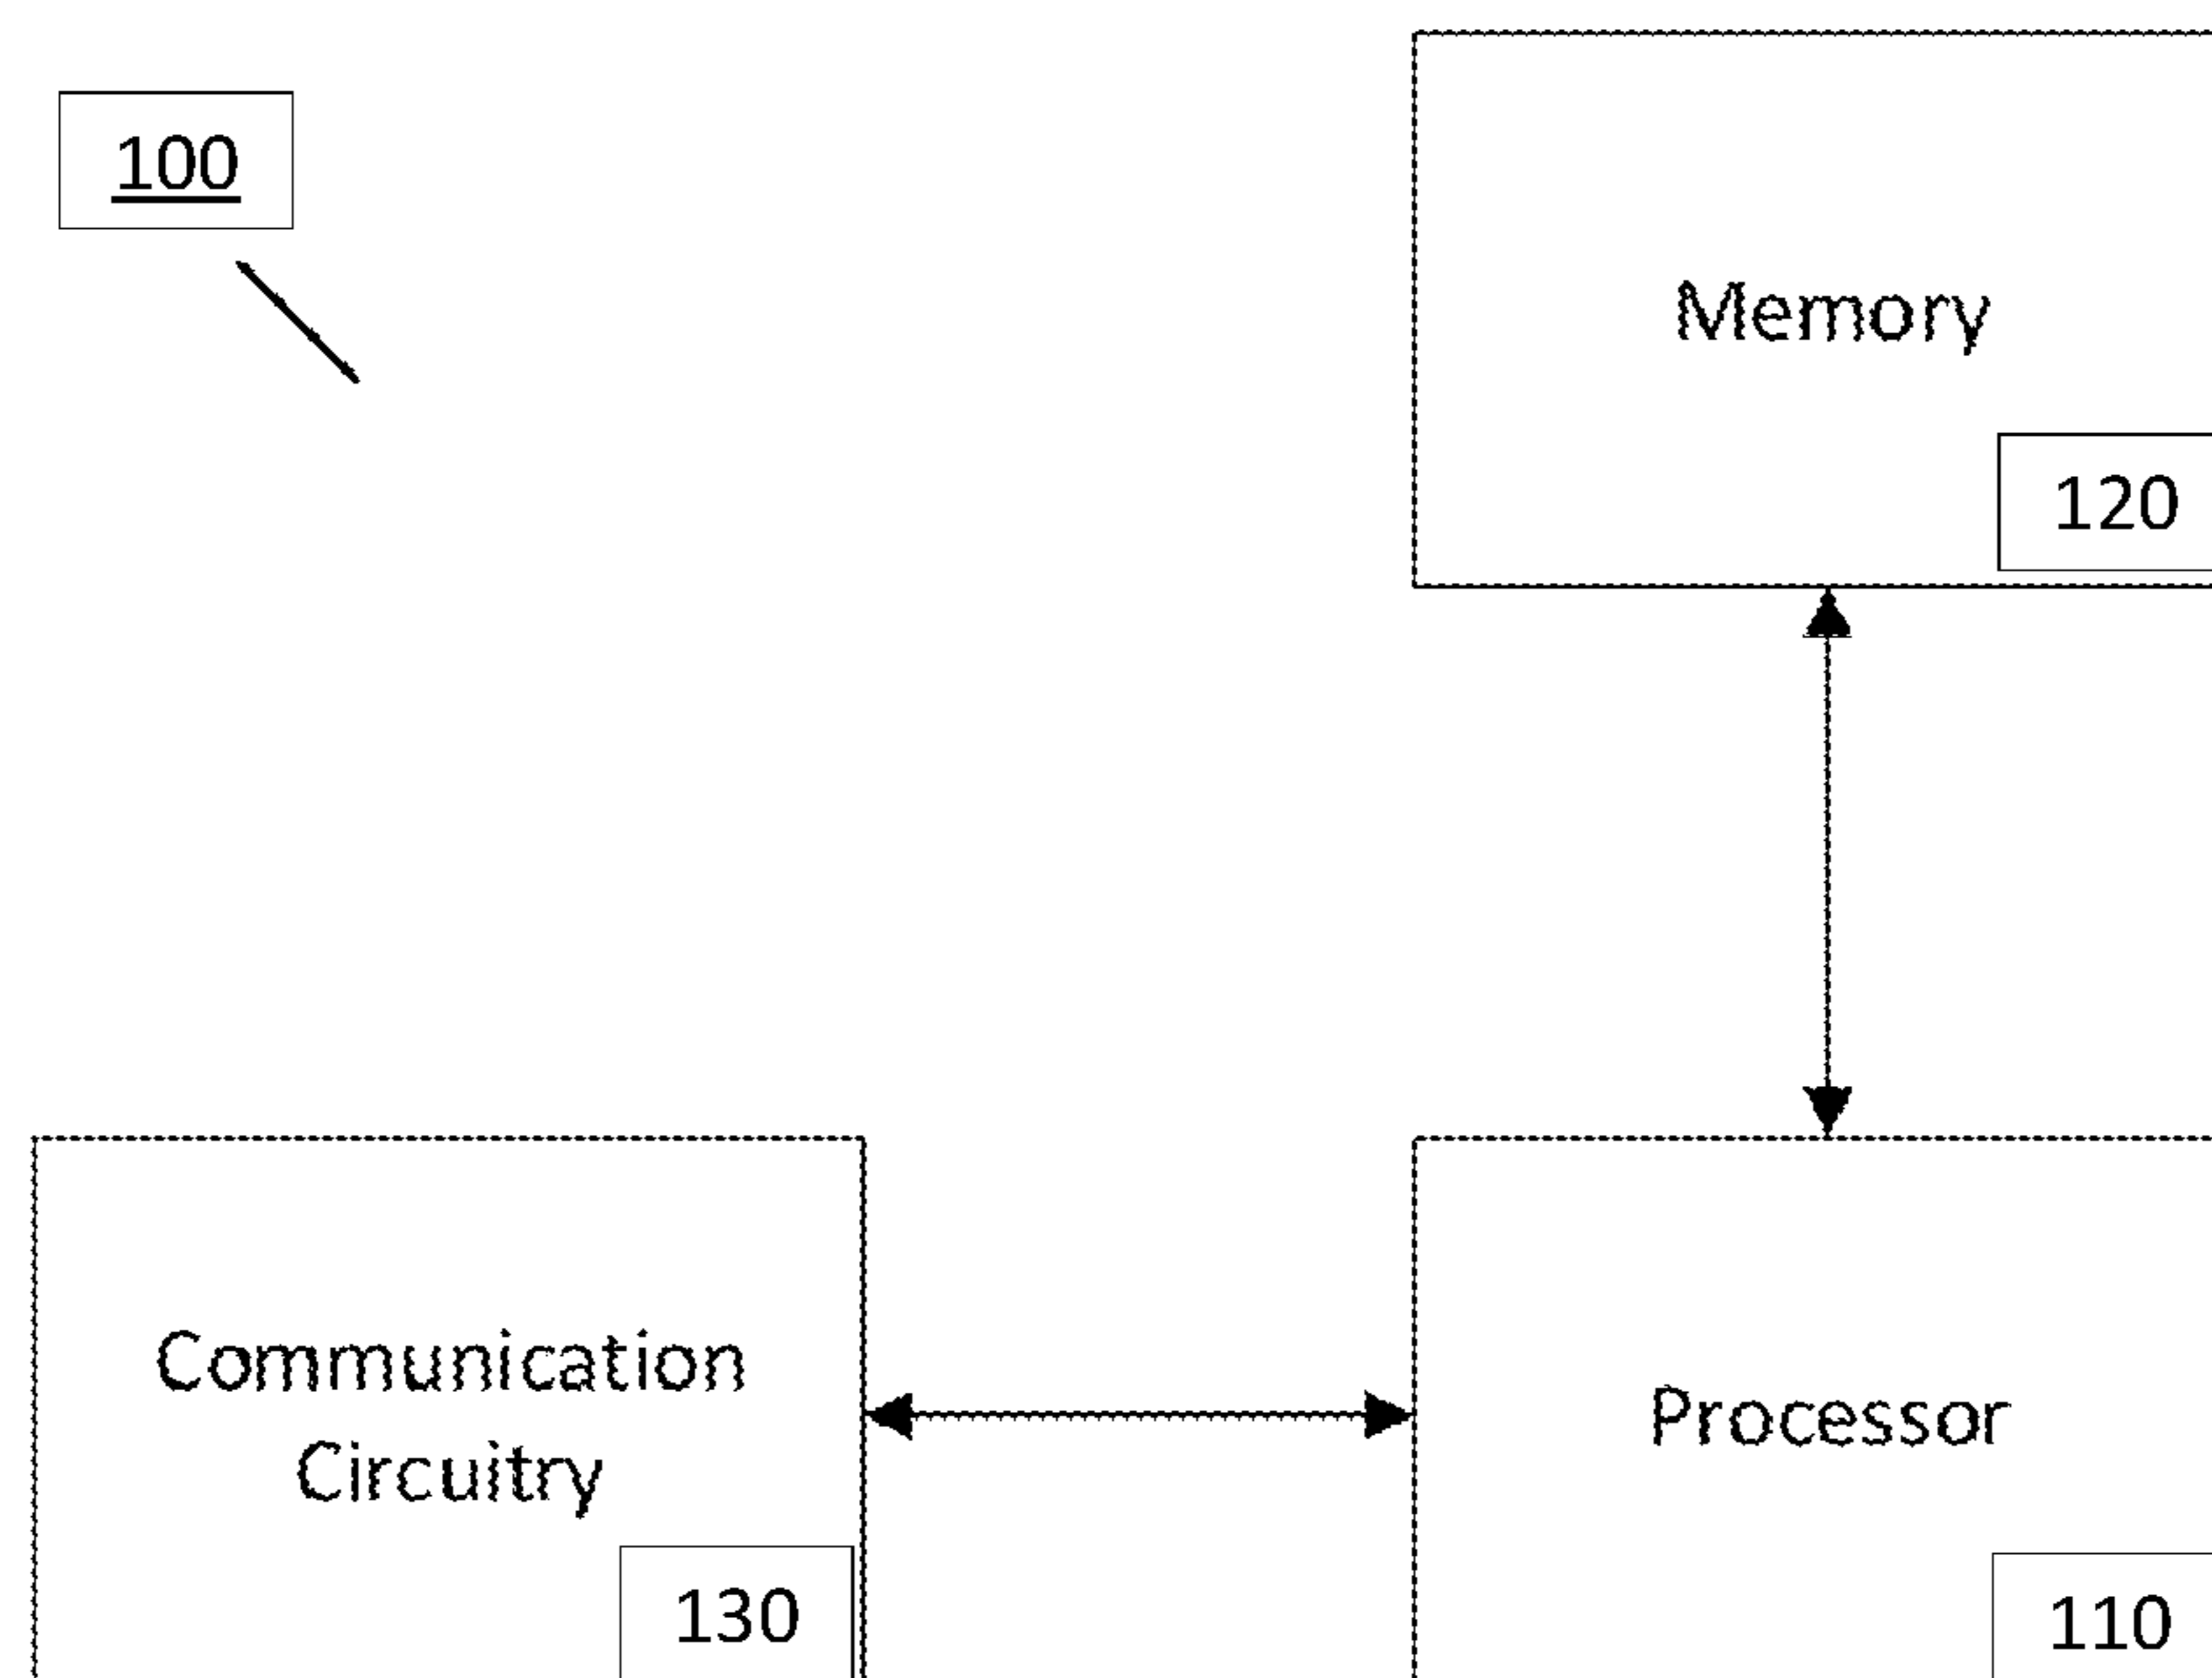 100
Memory
120
Communication
Circuitry
130
Processor
110